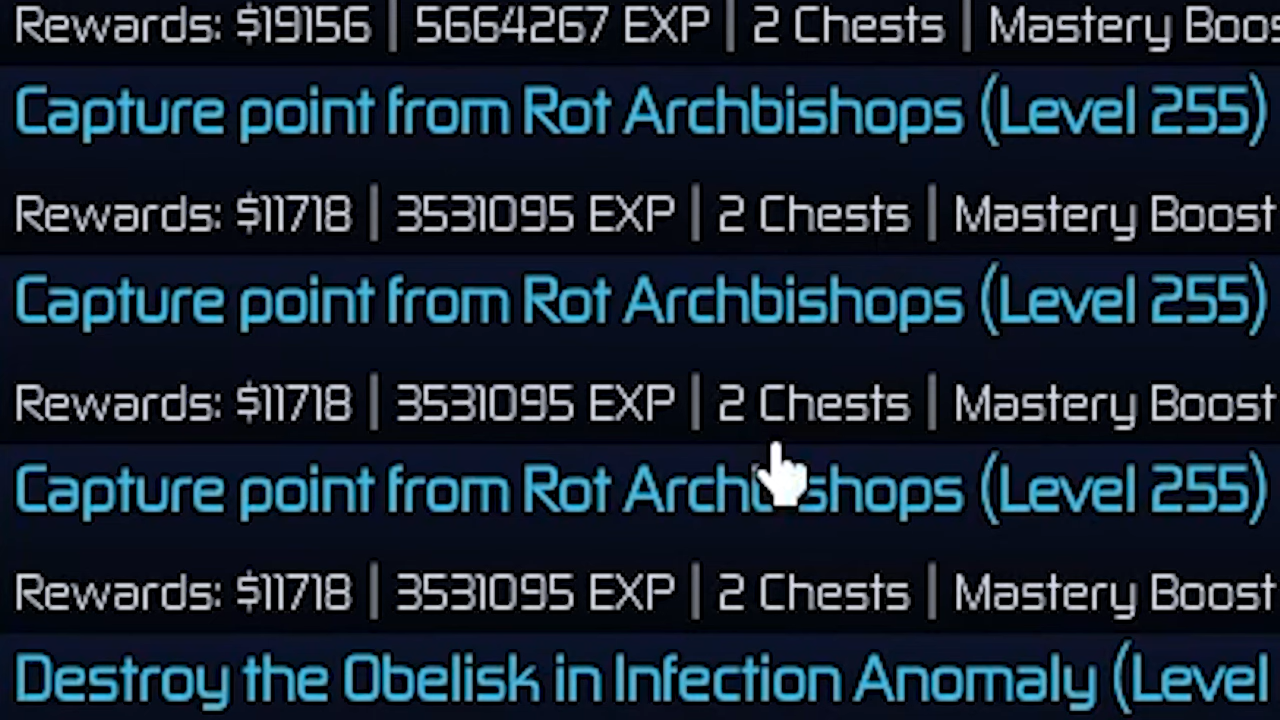 Rewards: $19156 | 5664267 EXP | 2 Chests | Mastery Boos
Capture point from Rot Archbishops (Level 255)
Rewards: $11718 | 3531095 EXP | 2 Chests | Mastery Boost
Capture point from Rot Archbishops (Level 255)
Rewards: $11718 | 3531095 EXP | 2 Chests | Mastery Boost
Capture point from Rot Archbishops (Level 255)
Rewards: $11718 | 3531095 EXP | 2 Chests | Mastery Boost
Destroy the Obelisk in Infection Anomaly (Level